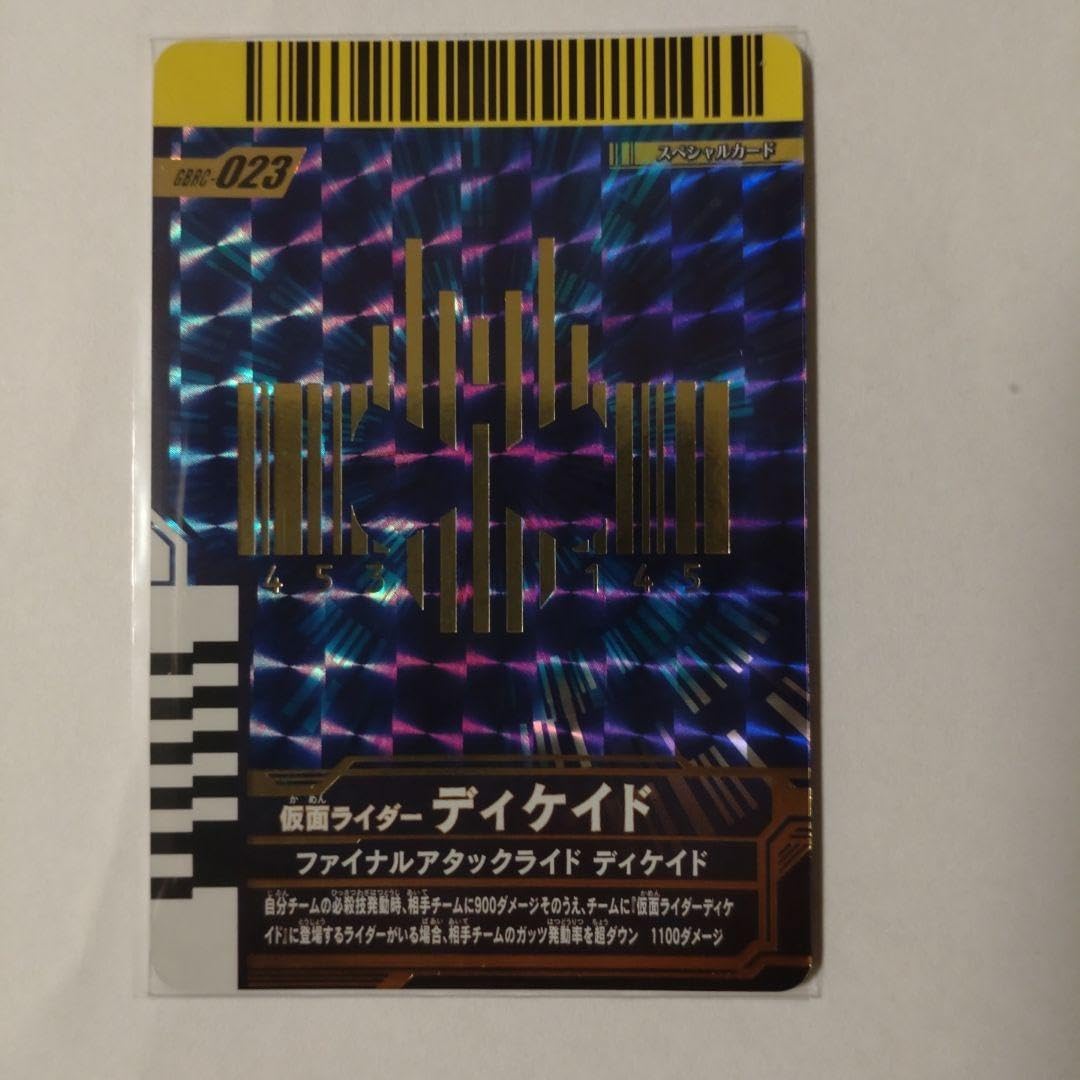 GBRC-023
スペシャルカード
4 5 3 1 4 5
仮面ライダー ディケイド
ファイナルアタックライド ディケイド
自分チームの必殺技発動時、相手チームに900ダメージそのうえ、チームに『仮面ライダーディケ
イド』に登場するライダーがいる場合、相手チームのガッツ発動率を超ダウン 1100ダメージ